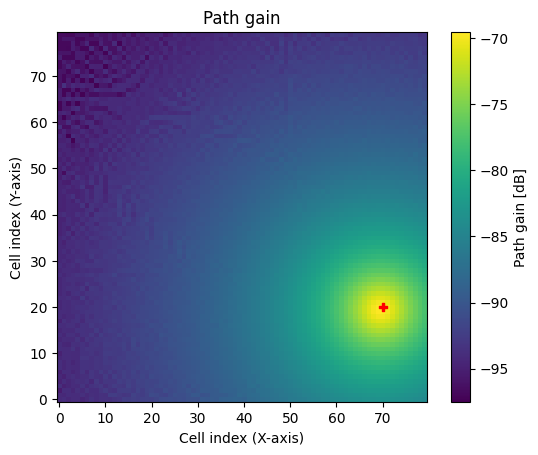 Path gain
Cell index (Y-axis)
70
60
50
40
30
20
10
0
0 10 20 30 40 50 60 70
Cell index (X-axis)
−70
−75
−80
−85
−90
−95
Path gain [dB]